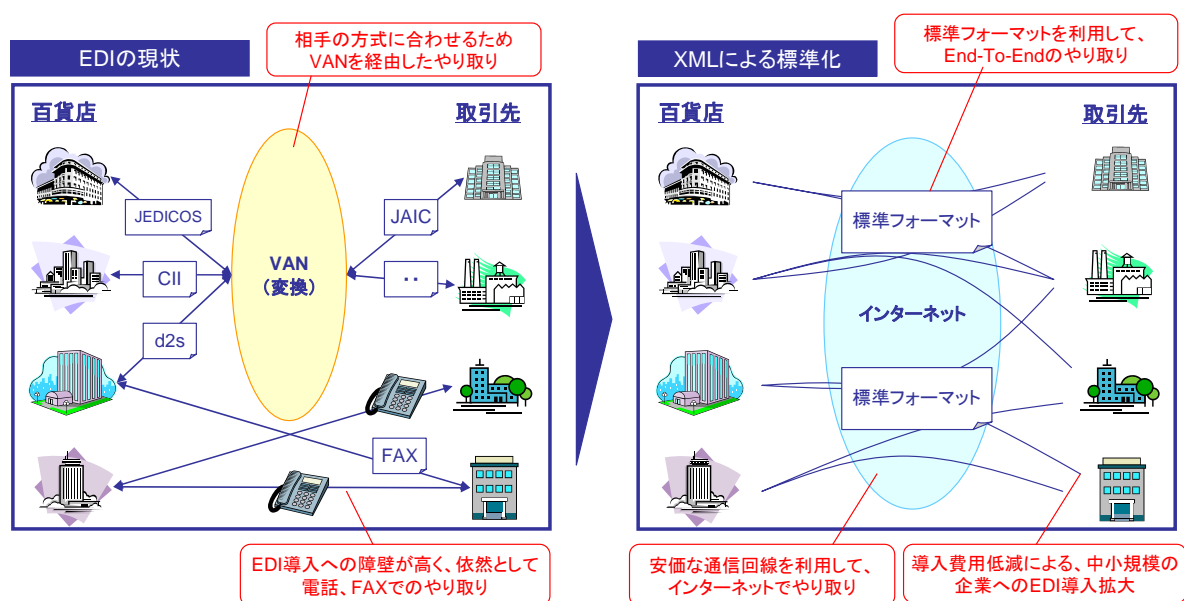 EDIの現状
相手の方式に合わせるため
VANを経由したやり取り
百貨店
取引先
JEDICOS
JAIC
CII
VAN
（変換）
・・
d2s
FAX
EDI導入への障壁が高く、依然として
電話、FAXでのやり取り
XMLによる標準化
標準フォーマットを利用して、
End-To-Endのやり取り
百貨店
取引先
標準フォーマット
インターネット
標準フォーマット
安価な通信回線を利用して、
インターネットでやり取り
導入費用低減による、中小規模の
企業へのEDI導入拡大